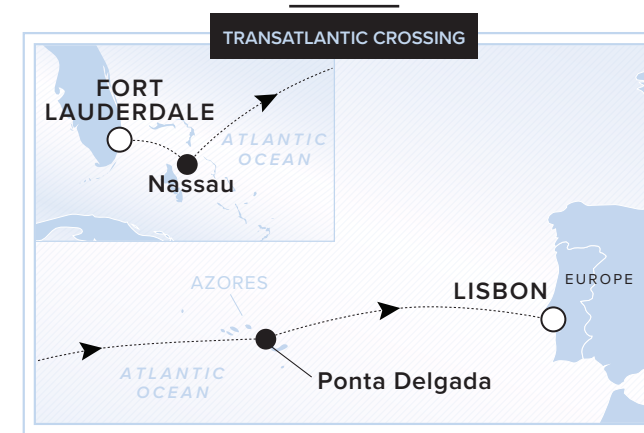 TRANSATLANTIC CROSSING
FORT
LAUDERDALE
ATLANTIC
OCEAN
Nassau
AZORES
LISBON
EUROPE
ATLANTIC
OCEAN
Ponta Delgada